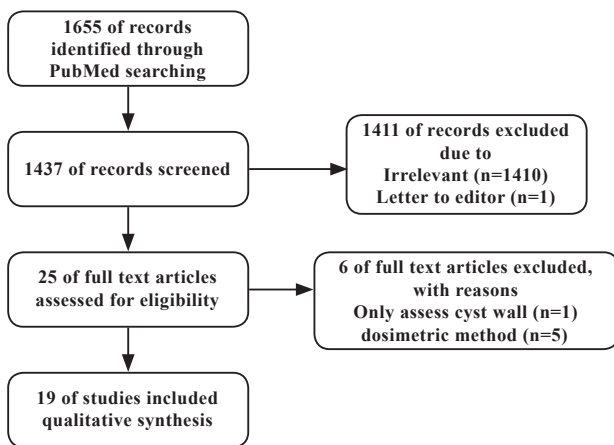 1655 of records
identified through
PubMed searching
1437 of records screened
1411 of records excluded
due to
Irrelevant (n=1410)
Letter to editor (n=1)
25 of full text articles
assessed for eligibility
6 of full text articles excluded,
with reasons
Only assess cyst wall (n=1)
dosimetric method (n=5)
19 of studies included
qualitative synthesis